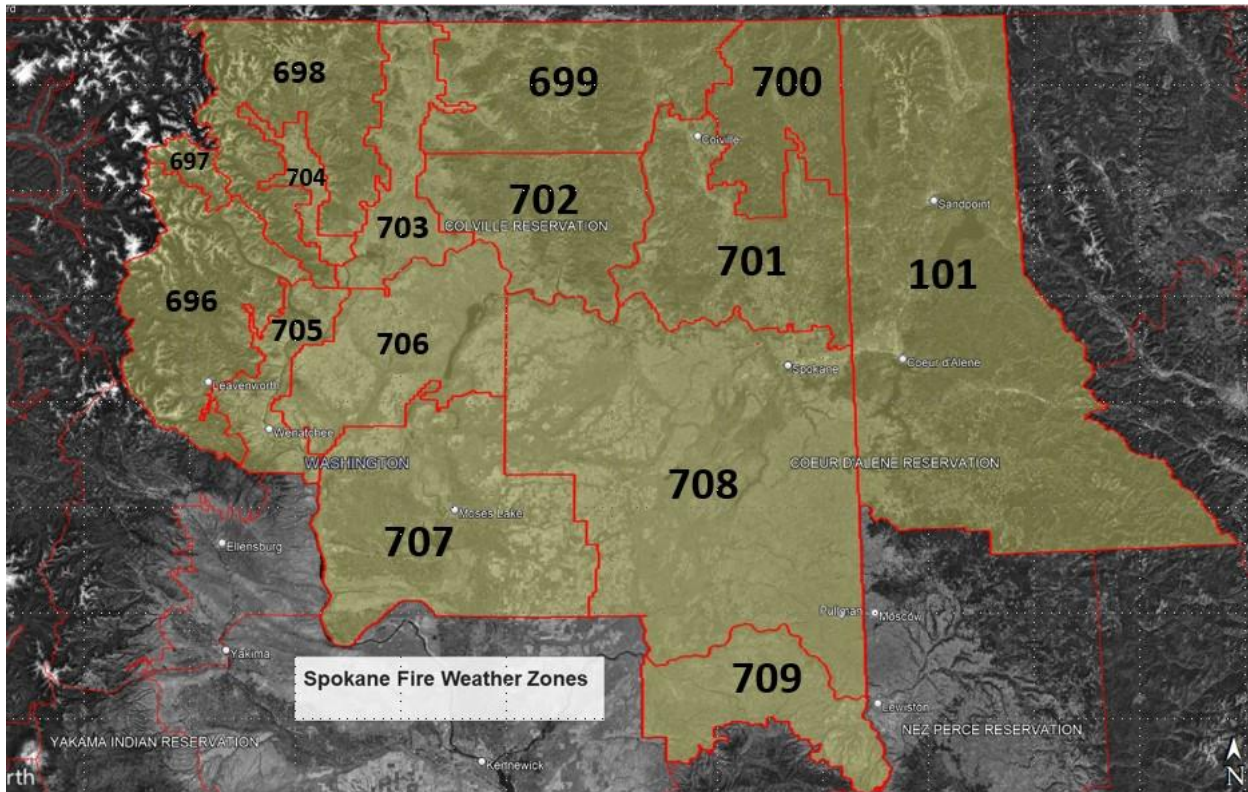 rd
698
699
700
697
704
Colville
702
703
COLVILLE RESERVATION
Sandpoint
701
101
696
705
706
Coeur d'Alene
Spokane
Leavenworth
Wenatchee
WASHINGTON
COEUR D'ALENE RESERVATION
708
Moses Lake
707
Ellensburg
Pullman
Moscow
Yakima
Spokane Fire Weather Zones
709
Lewiston
NEZ PERCE RESERVATION
YAKAMA INDIAN RESERVATION
Kennewick
rth
N